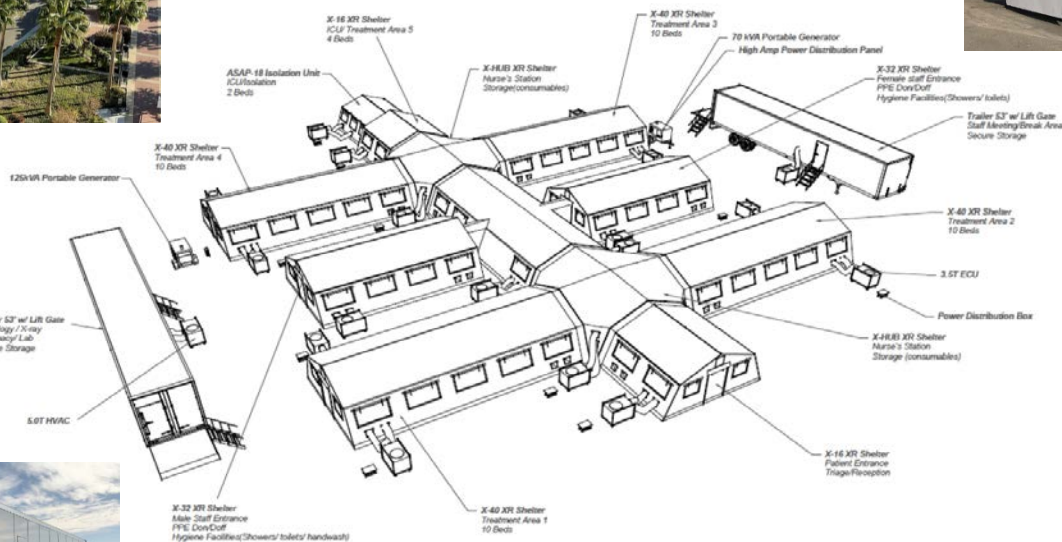 X-16 XR Shelter
ICU/ Treatment Area 5
4 Beds
X-40 XR Shelter
Treatment Area 3
10 Beds
70 kVA Portable Generator
High Amp Power Distribution Panel
ASAP-18 Isolation Unit
ICU/Isolation
2 Beds
X-HUB XR Shelter
Nurse's Station
Storage(consumables)
X-32 XR Shelter
Female staff Entrance
PPE Don/Doff
Hygiene Facilities(Showers/ toilets)
Trailer 53' w/ Lift Gate
Staff Meeting/Break Area
Secure Storage
X-40 XR Shelter
Treatment Area 4
10 Beds
125kVA Portable Generator
X-40 XR Shelter
Treatment Area 2
10 Beds
3.5T ECU
Power Distribution Box
53' w/ Lift Gate
/ X-ray
/ Lab
Storage
X-HUB XR Shelter
Nurse's Station
Storage (consumables)
5.0T HVAC
X-16 XR Shelter
Patient Entrance
Triage/Reception
X-32 XR Shelter
Male Staff Entrance
PPE Don/Doff
Hygiene Facilities(Showers/ toilets/ handwash)
X-40 XR Shelter
Treatment Area 1
10 Beds